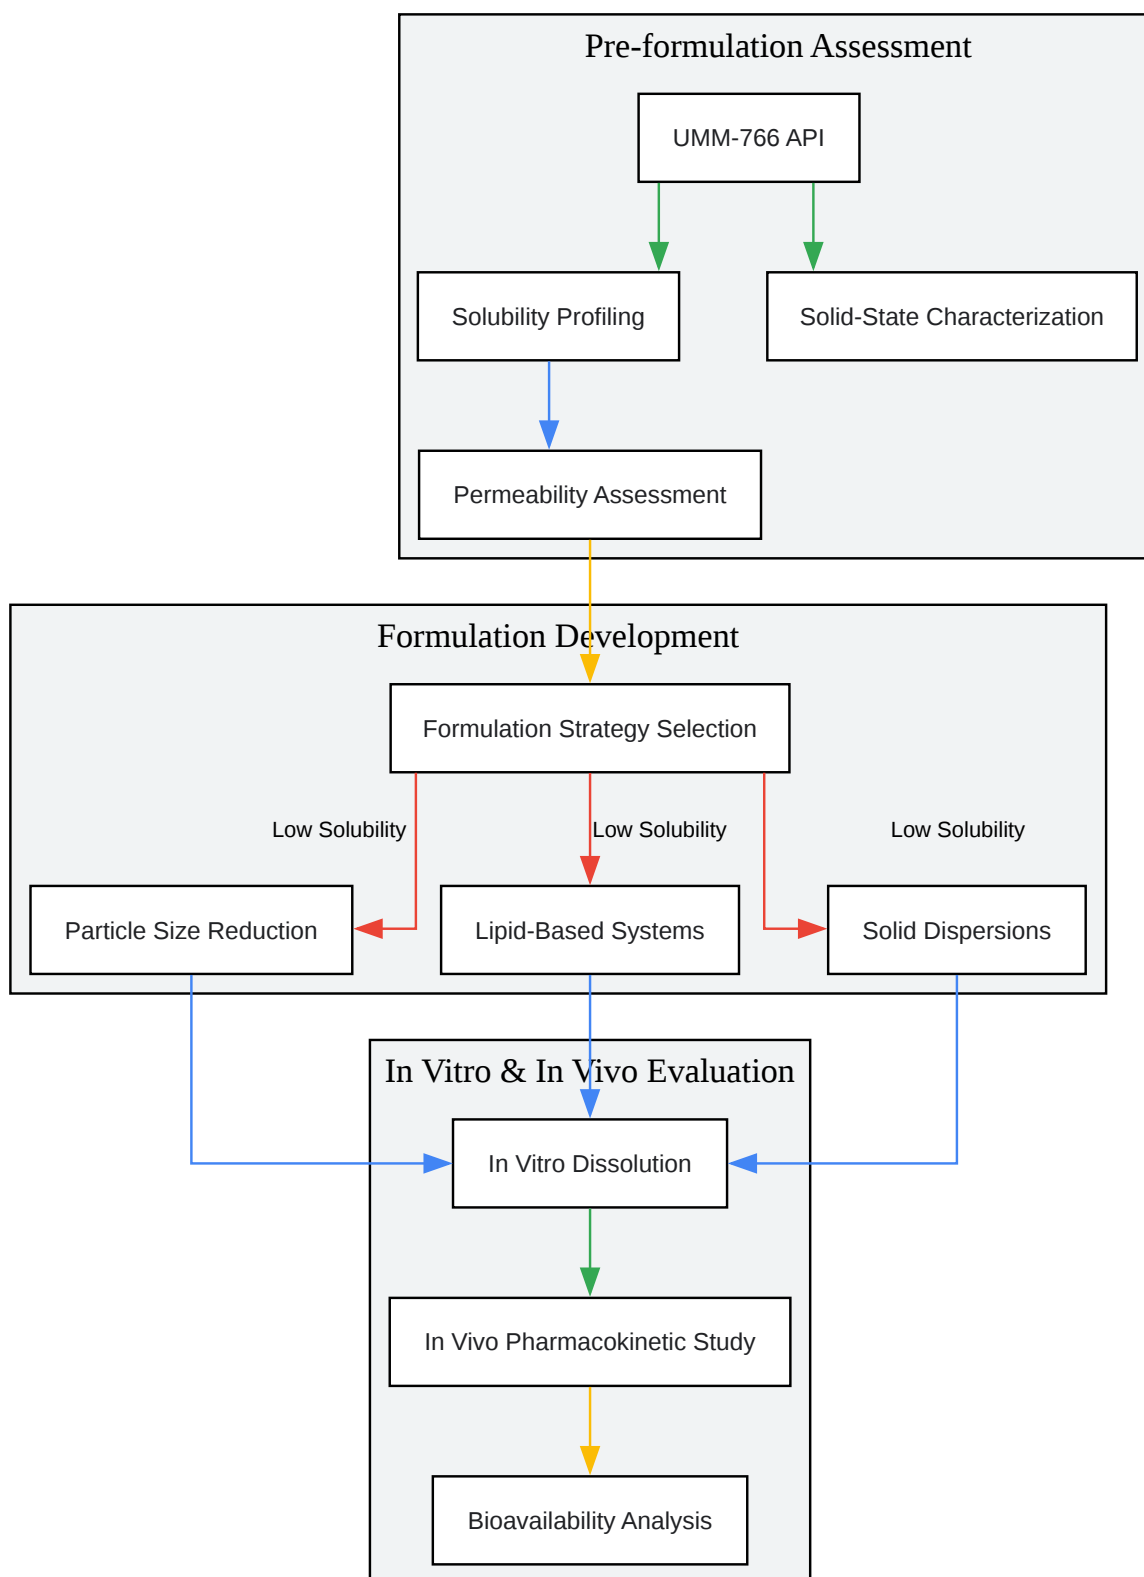 Pre-formulation Assessment
UMM-766 API
Solubility Profiling
Solid-State Characterization
Permeability Assessment
Formulation Development
Formulation Strategy Selection
Low Solubility
Low Solubility
Low Solubility
Particle Size Reduction
Lipid-Based Systems
Solid Dispersions
In Vitro & In Vivo Evaluation
In Vitro Dissolution
In Vivo Pharmacokinetic Study
Bioavailability Analysis